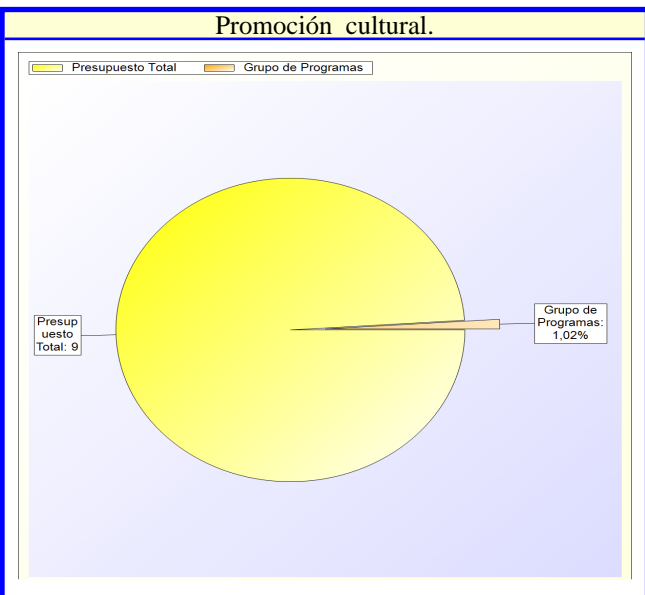 Promoción cultural.
Presupuesto Total
Grupo de Programas
Presup
uesto
Total: 9
Grupo de
Programas:
1,02%